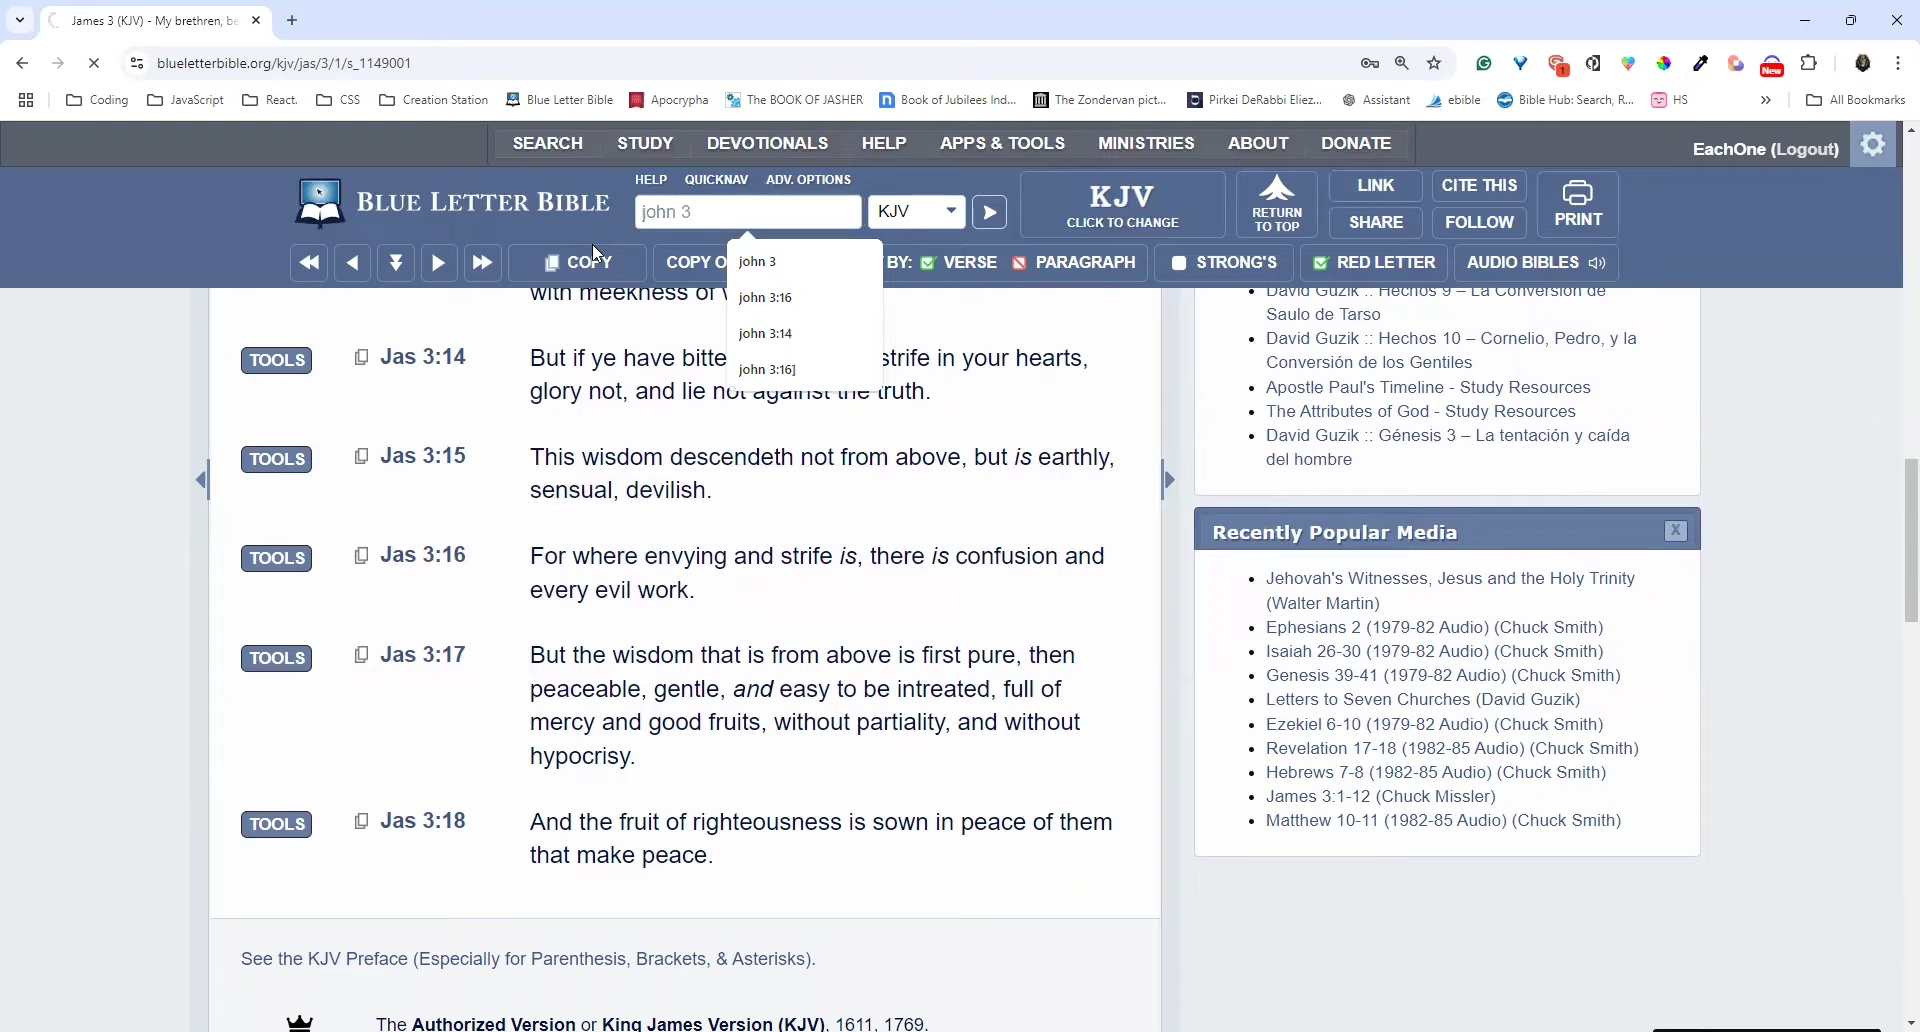 James 3 (KJV) - My brethren, be
blueletterbible.org/kjv/jas/3/1/s_1149001
1
New
Coding
JavaScript
React.
CSS
Creation Station
Blue Letter Bible
Apocrypha
The BOOK OF JASHER
Book of Jubilees Ind...
The Zondervan pict...
Pirkei DeRabbi Eliez...
Assistant
ebible
Bible Hub: Search, R...
HS
»
All Bookmarks
SEARCH
STUDY
DEVOTIONALS
HELP
APPS & TOOLS
MINISTRIES
ABOUT
DONATE
EachOne (Logout)
BLUE LETTER BIBLE
HELP
QUICKNAV
ADV. OPTIONS
john 3
KJV
KJV
CLICK TO CHANGE
RETURN
TO TOP
LINK
CITE THIS
SHARE
FOLLOW
PRINT
COPY
COPY O
BY:
VERSE
PARAGRAPH
STRONG'S
RED LETTER
AUDIO BIBLES
john 3
john 3:16
john 3:14
john 3:16]
with meekness of
TOOLS
Jas 3:14
But if ye have bitte strife in your hearts,
glory not, and lie not against the truth.
TOOLS
Jas 3:15
This wisdom descendeth not from above, but is earthly,
sensual, devilish.
TOOLS
Jas 3:16
For where envying and strife is, there is confusion and
every evil work.
TOOLS
Jas 3:17
But the wisdom that is from above is first pure, then
peaceable, gentle, and easy to be intreated, full of
mercy and good fruits, without partiality, and without
hypocrisy.
TOOLS
Jas 3:18
And the fruit of righteousness is sown in peace of them
that make peace.
See the KJV Preface (Especially for Parenthesis, Brackets, & Asterisks).
The Authorized Version or King James Version (KJV), 1611, 1769.
David Guzik :: Hechos 9 – La Conversión de
Saulo de Tarso
David Guzik :: Hechos 10 – Cornelio, Pedro, y la
Conversión de los Gentiles
Apostle Paul's Timeline - Study Resources
The Attributes of God - Study Resources
David Guzik :: Génesis 3 – La tentación y caída
del hombre
Recently Popular Media
X
Jehovah's Witnesses, Jesus and the Holy Trinity
(Walter Martin)
Ephesians 2 (1979-82 Audio) (Chuck Smith)
Isaiah 26-30 (1979-82 Audio) (Chuck Smith)
Genesis 39-41 (1979-82 Audio) (Chuck Smith)
Letters to Seven Churches (David Guzik)
Ezekiel 6-10 (1979-82 Audio) (Chuck Smith)
Revelation 17-18 (1982-85 Audio) (Chuck Smith)
Hebrews 7-8 (1982-85 Audio) (Chuck Smith)
James 3:1-12 (Chuck Missler)
Matthew 10-11 (1982-85 Audio) (Chuck Smith)